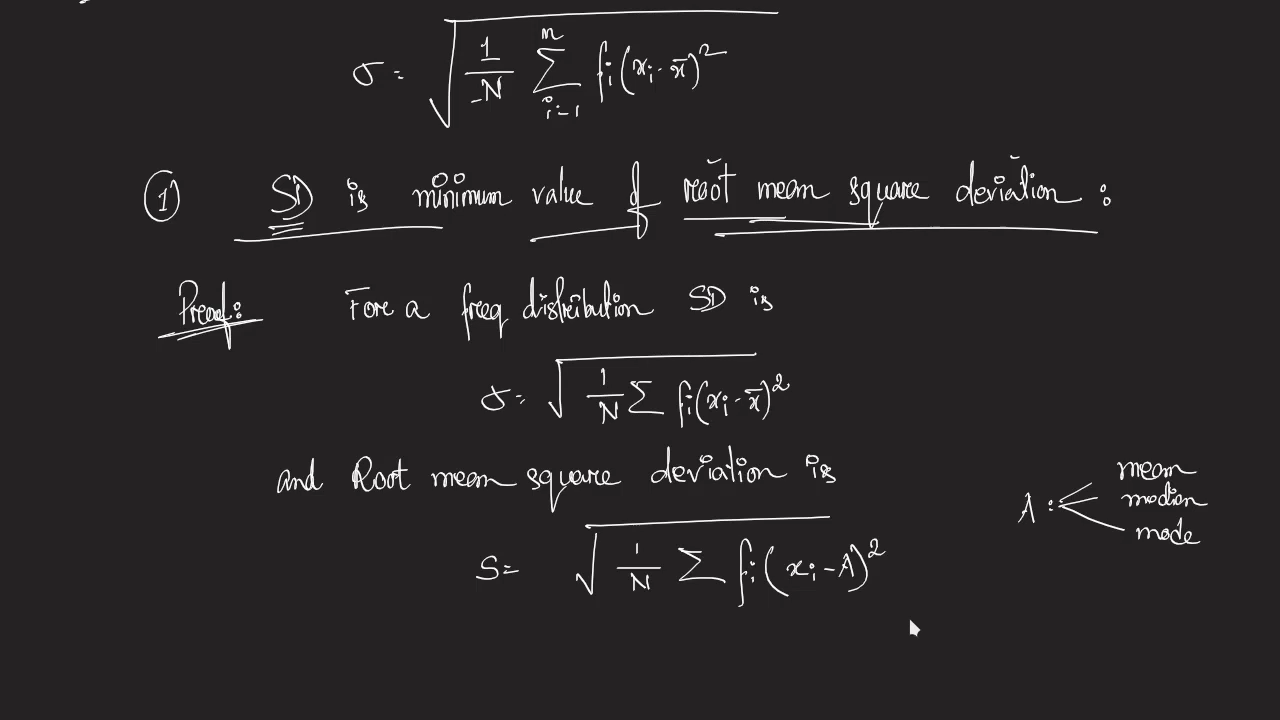 σ = √(1/N Σ_{i=1}^{n} f_i (x_i - x̄)²)
① SD is minimum value of root mean square deviation :
Proof: For a freq distribution SD is
σ = √(1/N Σ f_i (x_i - x̄)²)
and Root mean square deviation is
S = √(1/N Σ f_i (x_i - A)²)
A : mean
median
mode